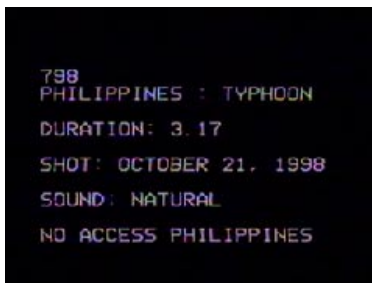 798
PHILIPPINES : TYPHOON
DURATION: 3.17
SHOT: OCTOBER 21, 1998
SOUND: NATURAL
NO ACCESS PHILIPPINES